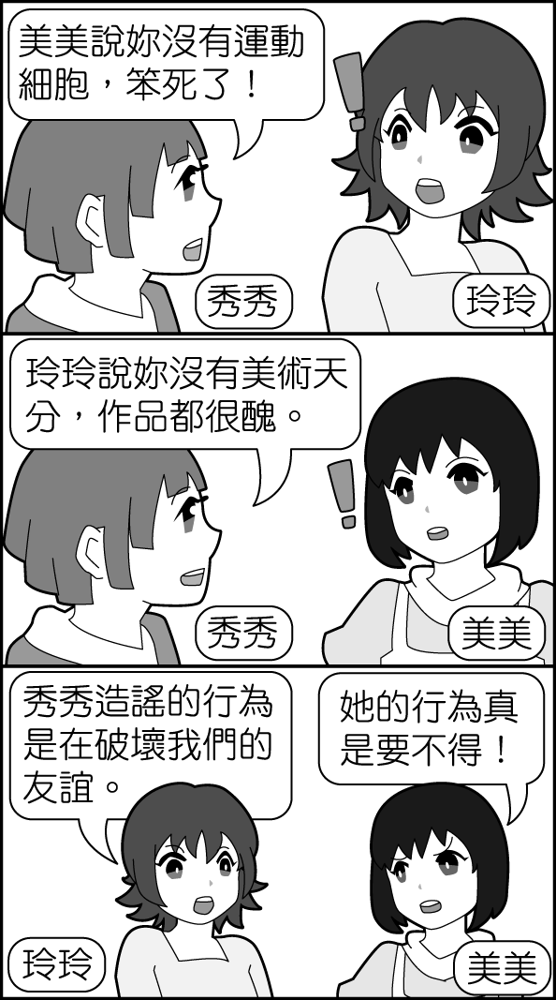 美美說妳沒有運動
細胞，笨死了！
秀秀
玲玲
玲玲說妳沒有美術天
分，作品都很醜。
秀秀
美美
秀秀造謠的行為
是在破壞我們的
友誼。
她的行為真
是要不得！
玲玲
美美